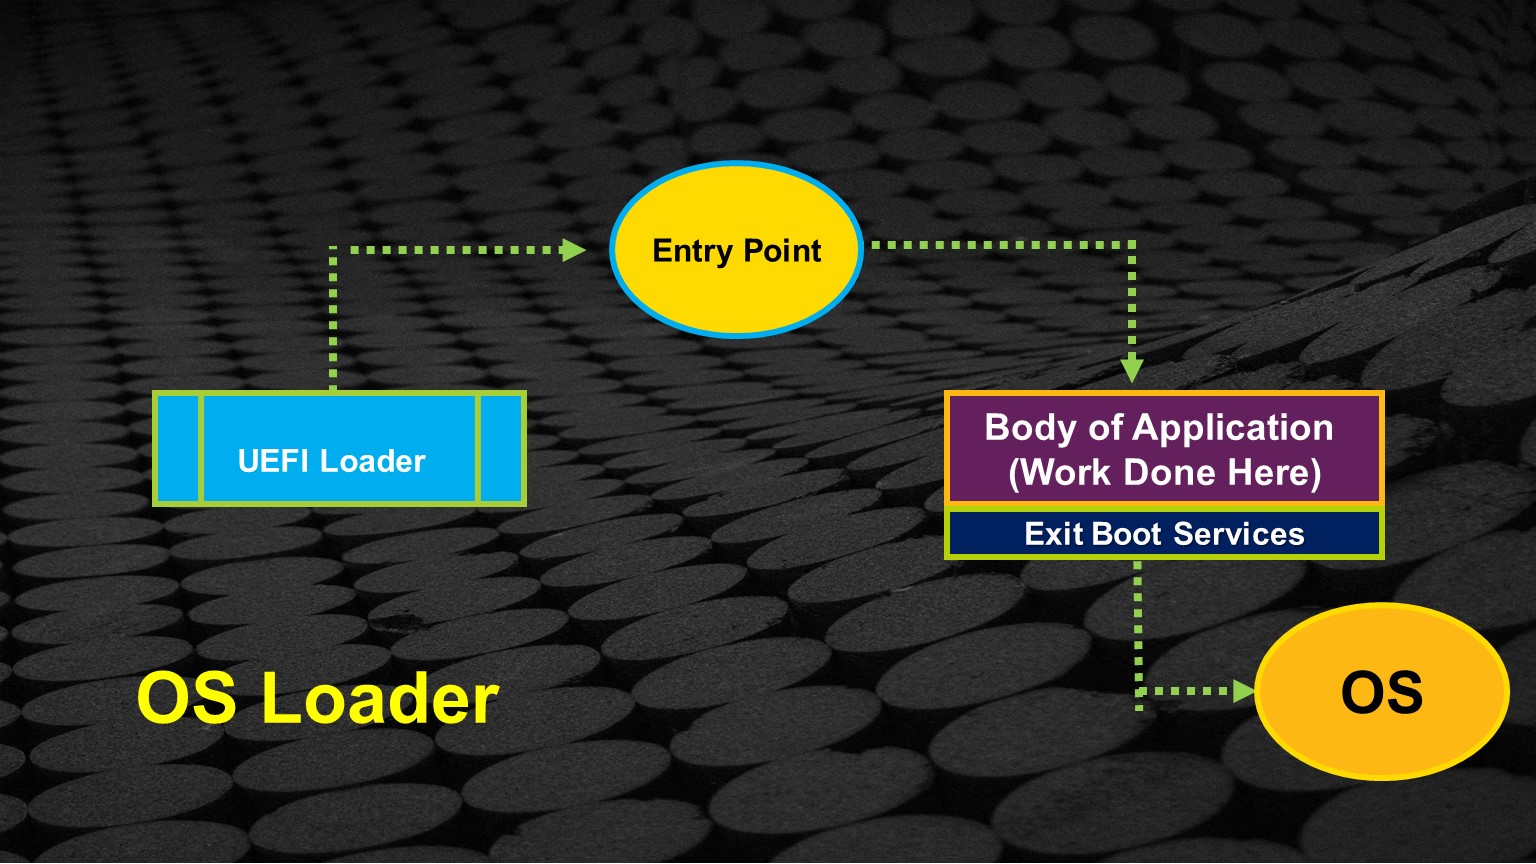 Entry Point
UEFI Loader
Body of Application
(Work Done Here)
Exit Boot Services
OS Loader
OS